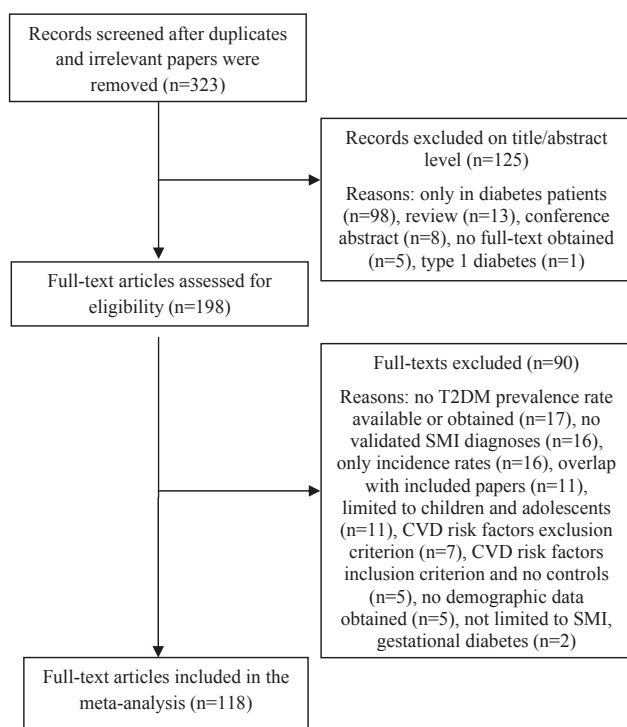 Records screened after duplicates
and irrelevant papers were
removed (n=323)
Records excluded on title/abstract
level (n=125)
Reasons: only in diabetes patients
(n=98), review (n=13), conference
abstract (n=8), no full-text obtained
(n=5), type 1 diabetes (n=1)
Full-text articles assessed for
eligibility (n=198)
Full-texts excluded (n=90)
Reasons: no T2DM prevalence rate
available or obtained (n=17), no
validated SMI diagnoses (n=16),
only incidence rates (n=16), overlap
with included papers (n=11),
limited to children and adolescents
(n=11), CVD risk factors exclusion
criterion (n=7), CVD risk factors
inclusion criterion and no controls
(n=5), no demographic data
obtained (n=5), not limited to SMI,
gestational diabetes (n=2)
Full-text articles included in the
meta-analysis (n=118)